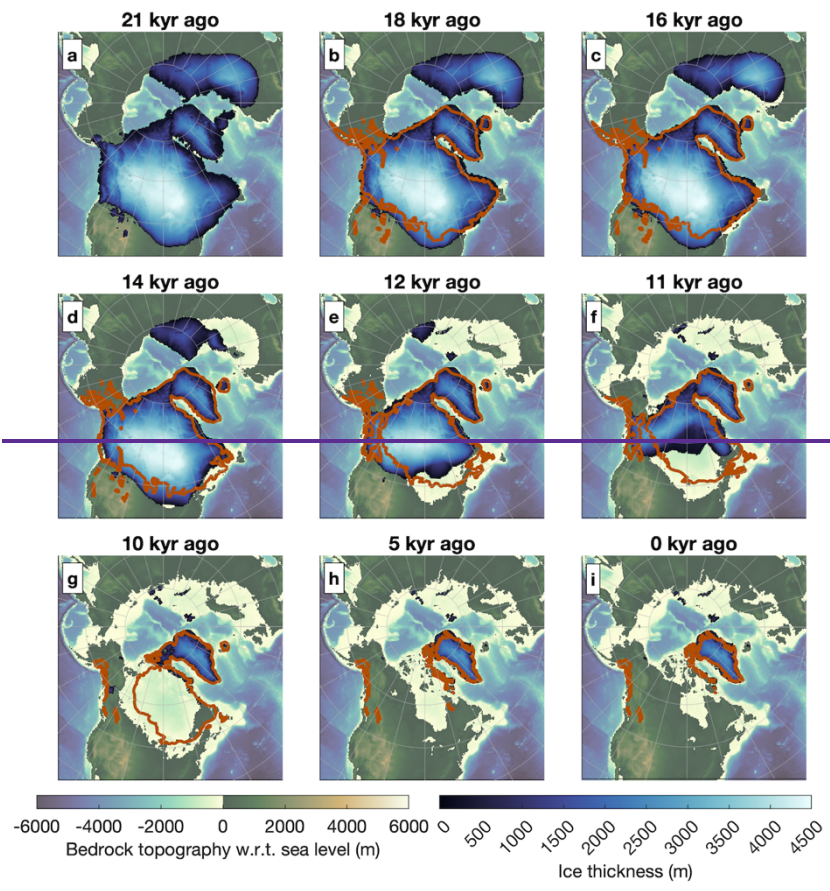 21 kyr ago 18 kyr ago 16 kyr ago
a b c
14 kyr ago 12 kyr ago 11 kyr ago
d e f
10 kyr ago 5 kyr ago 0 kyr ago
g h i
-6000 -4000 -2000 0 2000 4000 6000
Bedrock topography w.r.t. sea level (m)
0 500 1000 1500 2000 2500 3000 3500 4000 4500
Ice thickness (m)